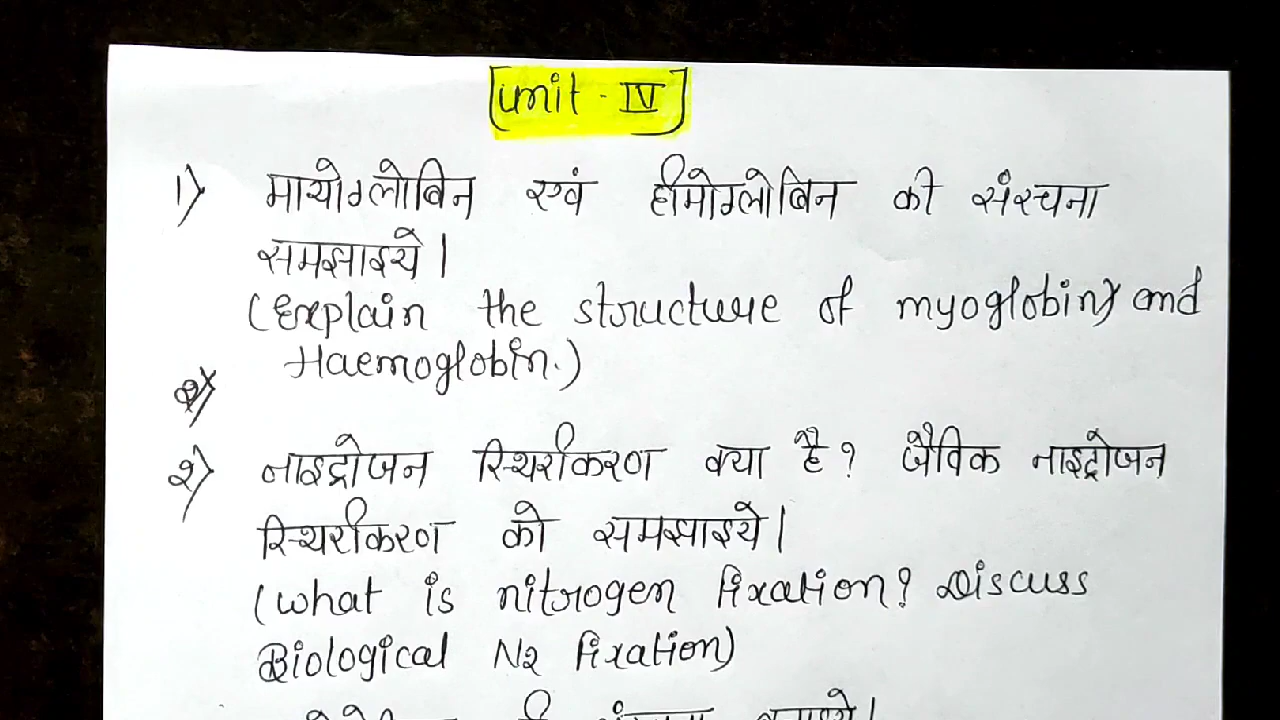 [Unit - IV]
1) मायोग्लोबिन एवं हीमोग्लोबिन की संरचना
समझाइये।
(Explain the structure of myoglobin and
Haemoglobin.)
२) नाइट्रोजन स्थिरीकरण क्या है? जैविक नाइट्रोजन
स्थिरीकरण को समझाइये।
(what is nitrogen fixation? Discuss
Biological N2 fixation)